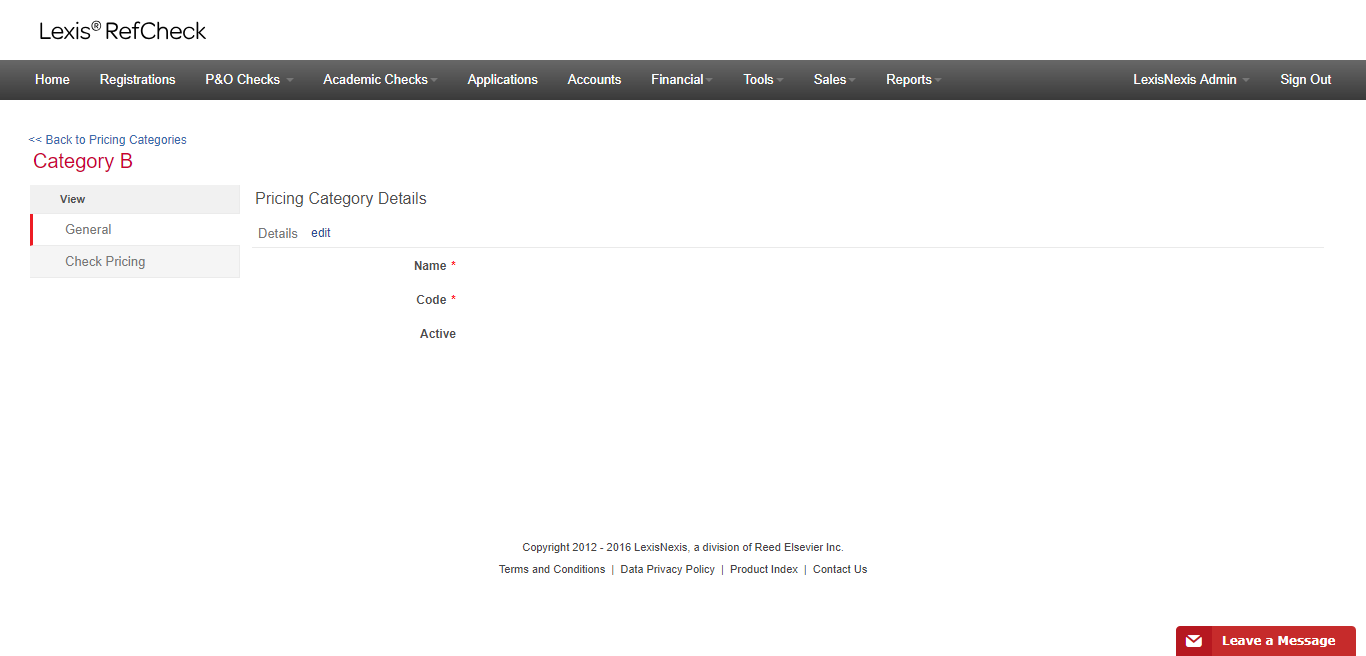 Lexis® RefCheck
Home Registrations P&O Checks Academic Checks Applications Accounts Financial Tools Sales Reports LexisNexis Admin Sign Out
<< Back to Pricing Categories
Category B
View
General
Check Pricing
Pricing Category Details
Details edit
Name *
Code *
Active
Copyright 2012 - 2016 LexisNexis, a division of Reed Elsevier Inc.
Terms and Conditions | Data Privacy Policy | Product Index | Contact Us
Leave a Message